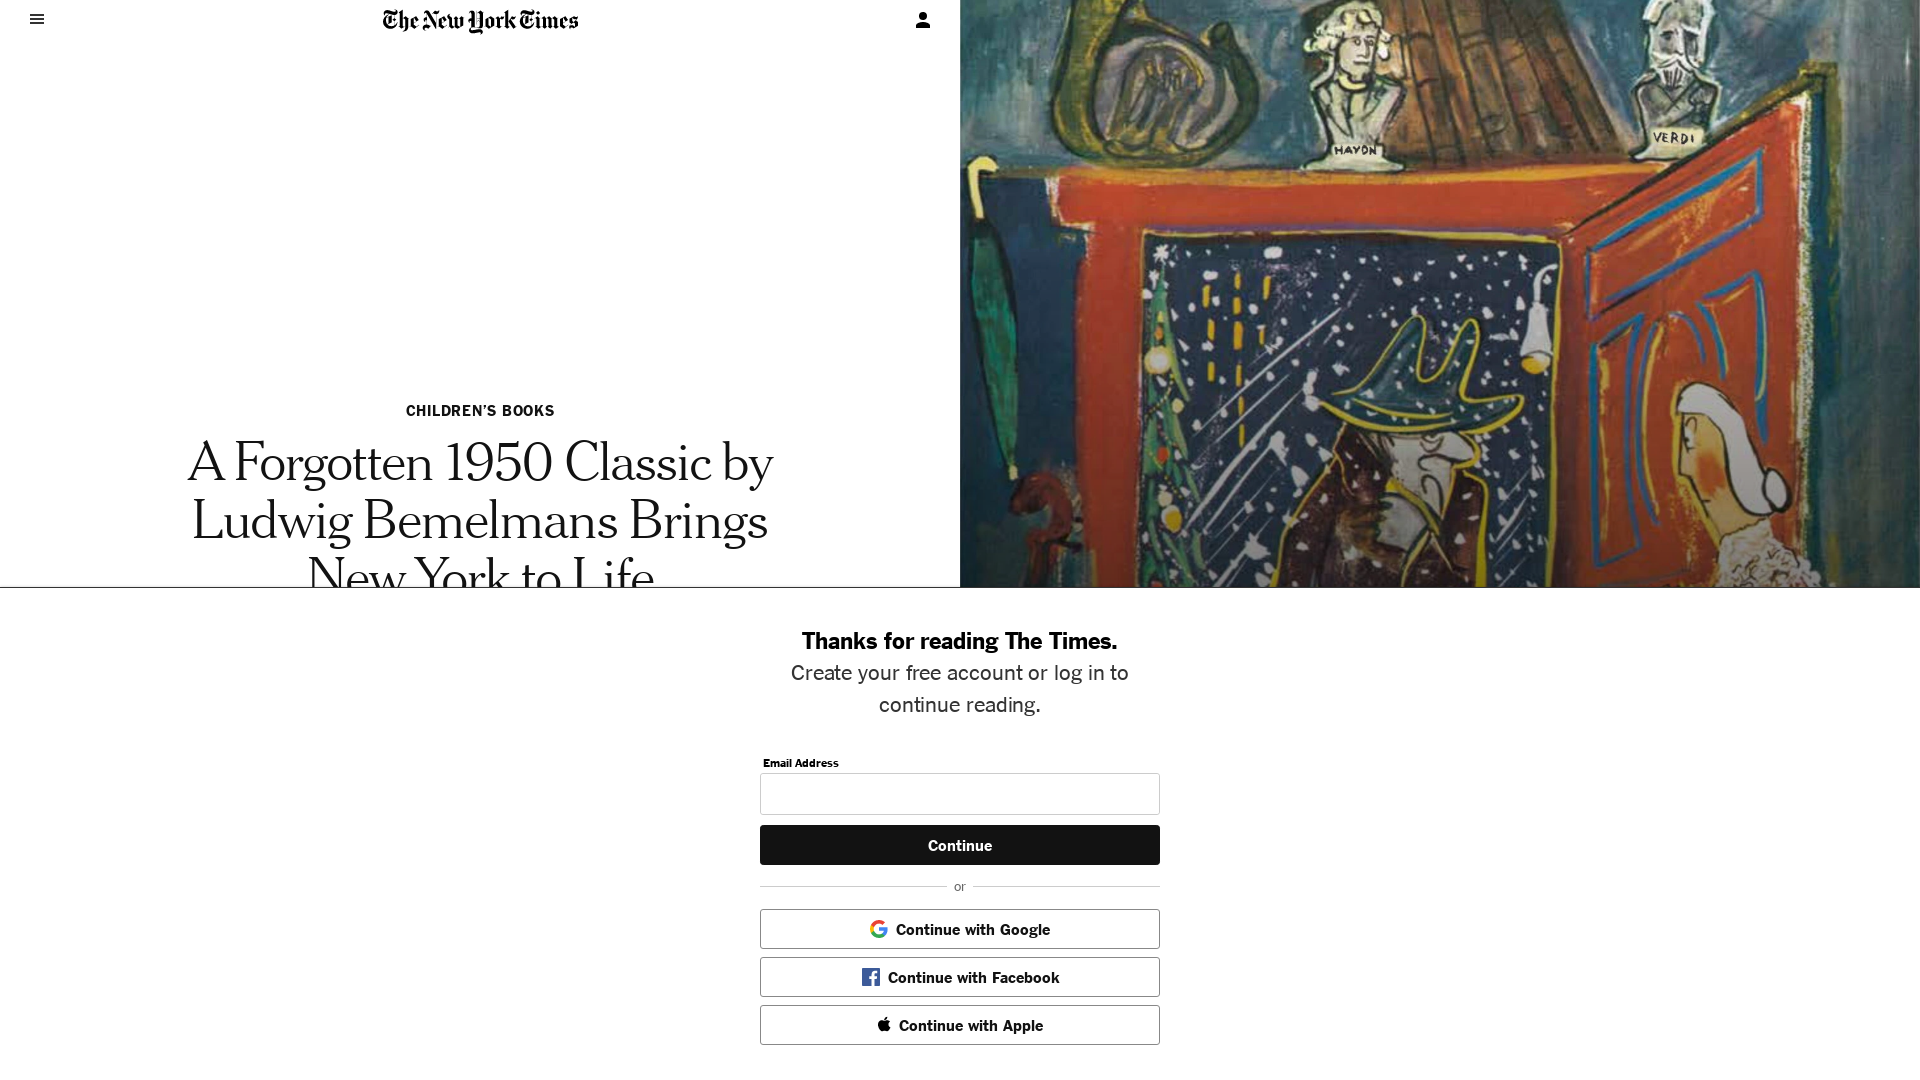 The New York Times
HAYDN
VERDI
CHILDREN'S BOOKS
A Forgotten 1950 Classic by
Ludwig Bemelmans Brings
New York to Life
Thanks for reading The Times.
Create your free account or log in to
continue reading.
Email Address
Continue
or
Continue with Google
Continue with Facebook
Continue with Apple